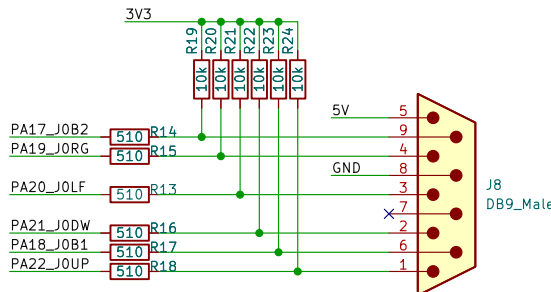 3V3
R19
R20
R21
R22
R23
R24
10k
10k
10k
10k
10k
10k
5V
5
PA17_J0B2
510
R14
9
PA19_J0RG
510
R15
4
GND
8
J8
PA20_J0LF
510
R13
3
DB9_Male
7
PA21_J0DW
510
R16
2
PA18_J0B1
510
R17
6
PA22_J0UP
510
R18
1